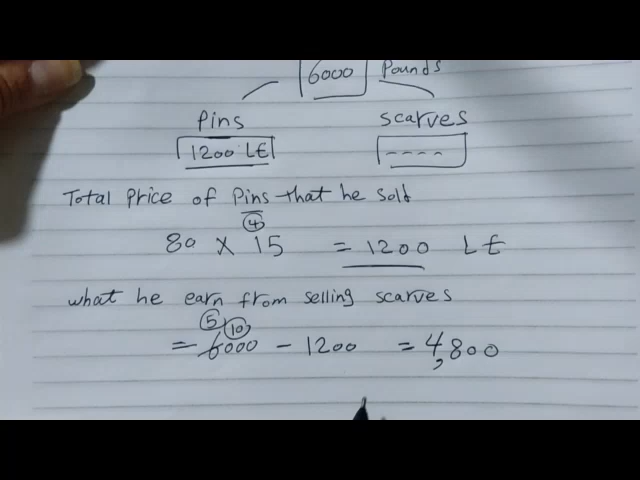 6000 Pounds
Pins scarves
1200 LE ----
Total Price of Pins that he sold
4
80 × 15 = 1200 LE
what he earn from selling scarves
5 10
= 6000 - 1200 = 4,800